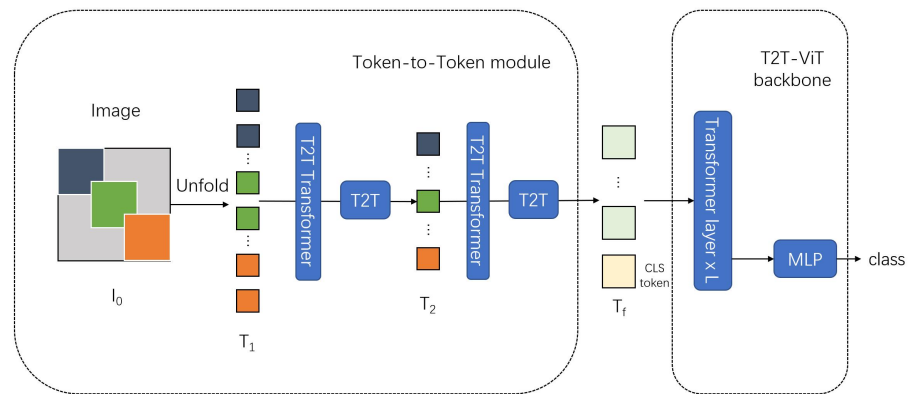 Token-to-Token module
T2T-ViT
backbone
Image
Unfold
I0
T1
T2T Transformer
T2T
T2
T2T Transformer
T2T
CLS
token
Tf
Transformer layer x L
MLP
class